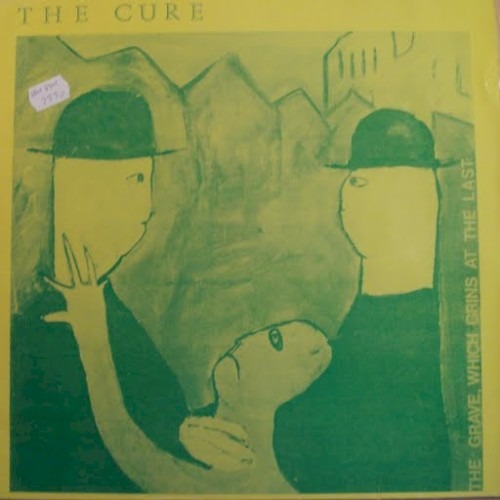 THE CURE
THE GRAVE, WHICH GRINS AT THE LAST